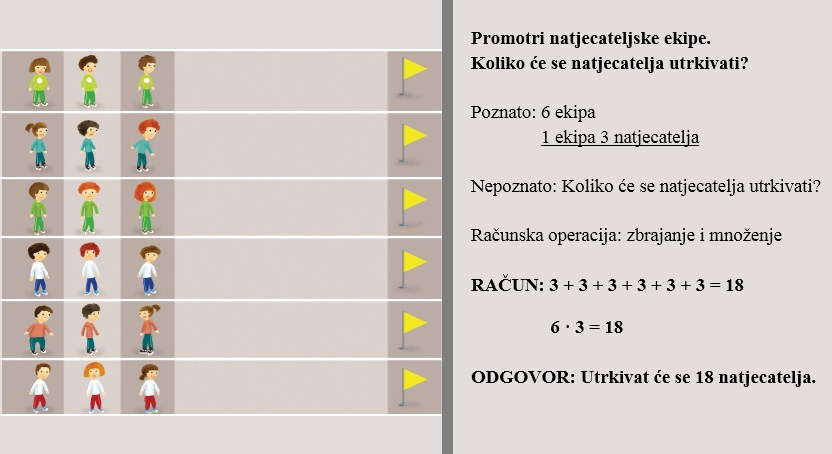 Promotri natjecateljske ekipe.
Koliko će se natjecatelja utrkivati?
Poznato: 6 ekipa
1 ekipa 3 natjecatelja
Nepoznato: Koliko će se natjecatelja utrkivati?
Računska operacija: zbrajanje i množenje
RAČUN: 3 + 3 + 3 + 3 + 3 + 3 = 18
6 · 3 = 18
ODGOVOR: Utrkivat će se 18 natjecatelja.